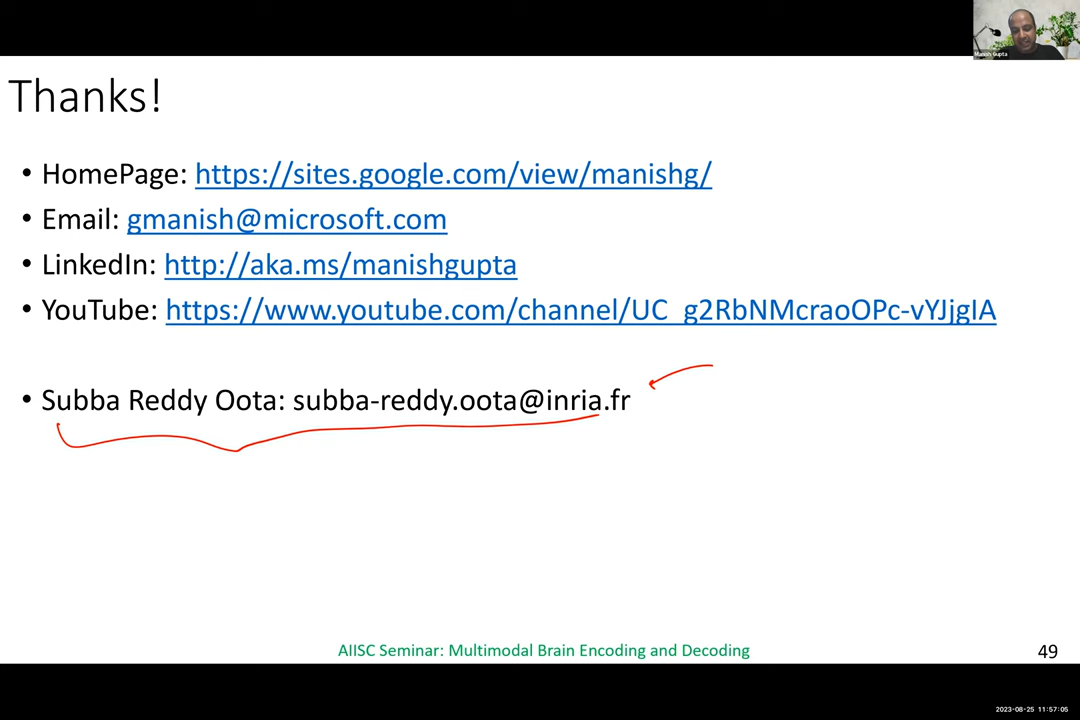 Manish Gupta
Thanks!
• HomePage: https://sites.google.com/view/manishg/
• Email: gmanish@microsoft.com
• LinkedIn: http://aka.ms/manishgupta
• YouTube: https://www.youtube.com/channel/UC_g2RbNMcraoOPc-vYJjgIA
• Subba Reddy Oota: subba-reddy.oota@inria.fr
AIISC Seminar: Multimodal Brain Encoding and Decoding
49
2023-08-25 11:57:05